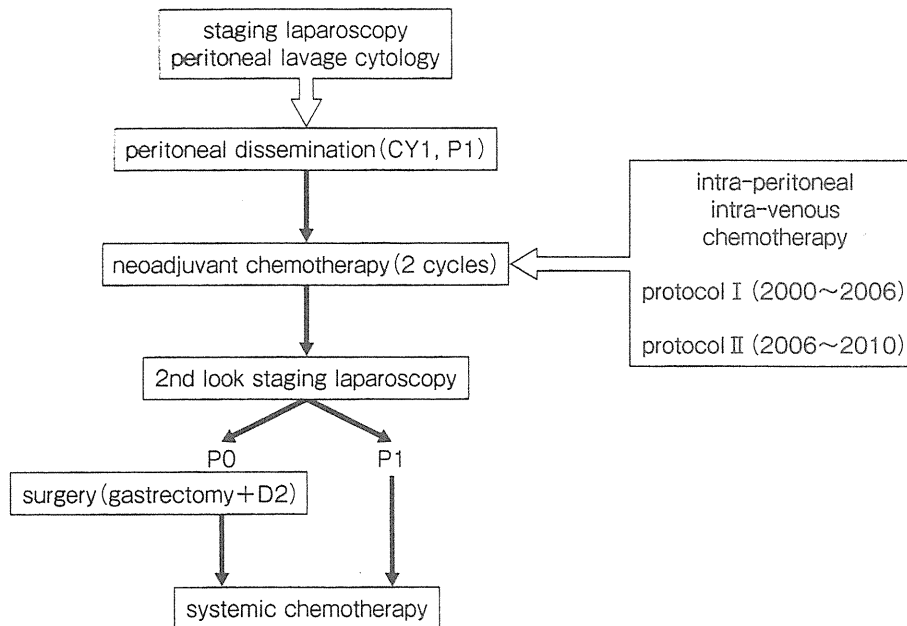 staging laparoscopy
peritoneal lavage cytology
peritoneal dissemination(CY1, P1)
intra-peritoneal
intra-venous
chemotherapy
protocol Ⅰ (2000～2006)
protocol Ⅱ (2006～2010)
neoadjuvant chemotherapy(2 cycles)
2nd look staging laparoscopy
P0
P1
surgery(gastrectomy+D2)
systemic chemotherapy